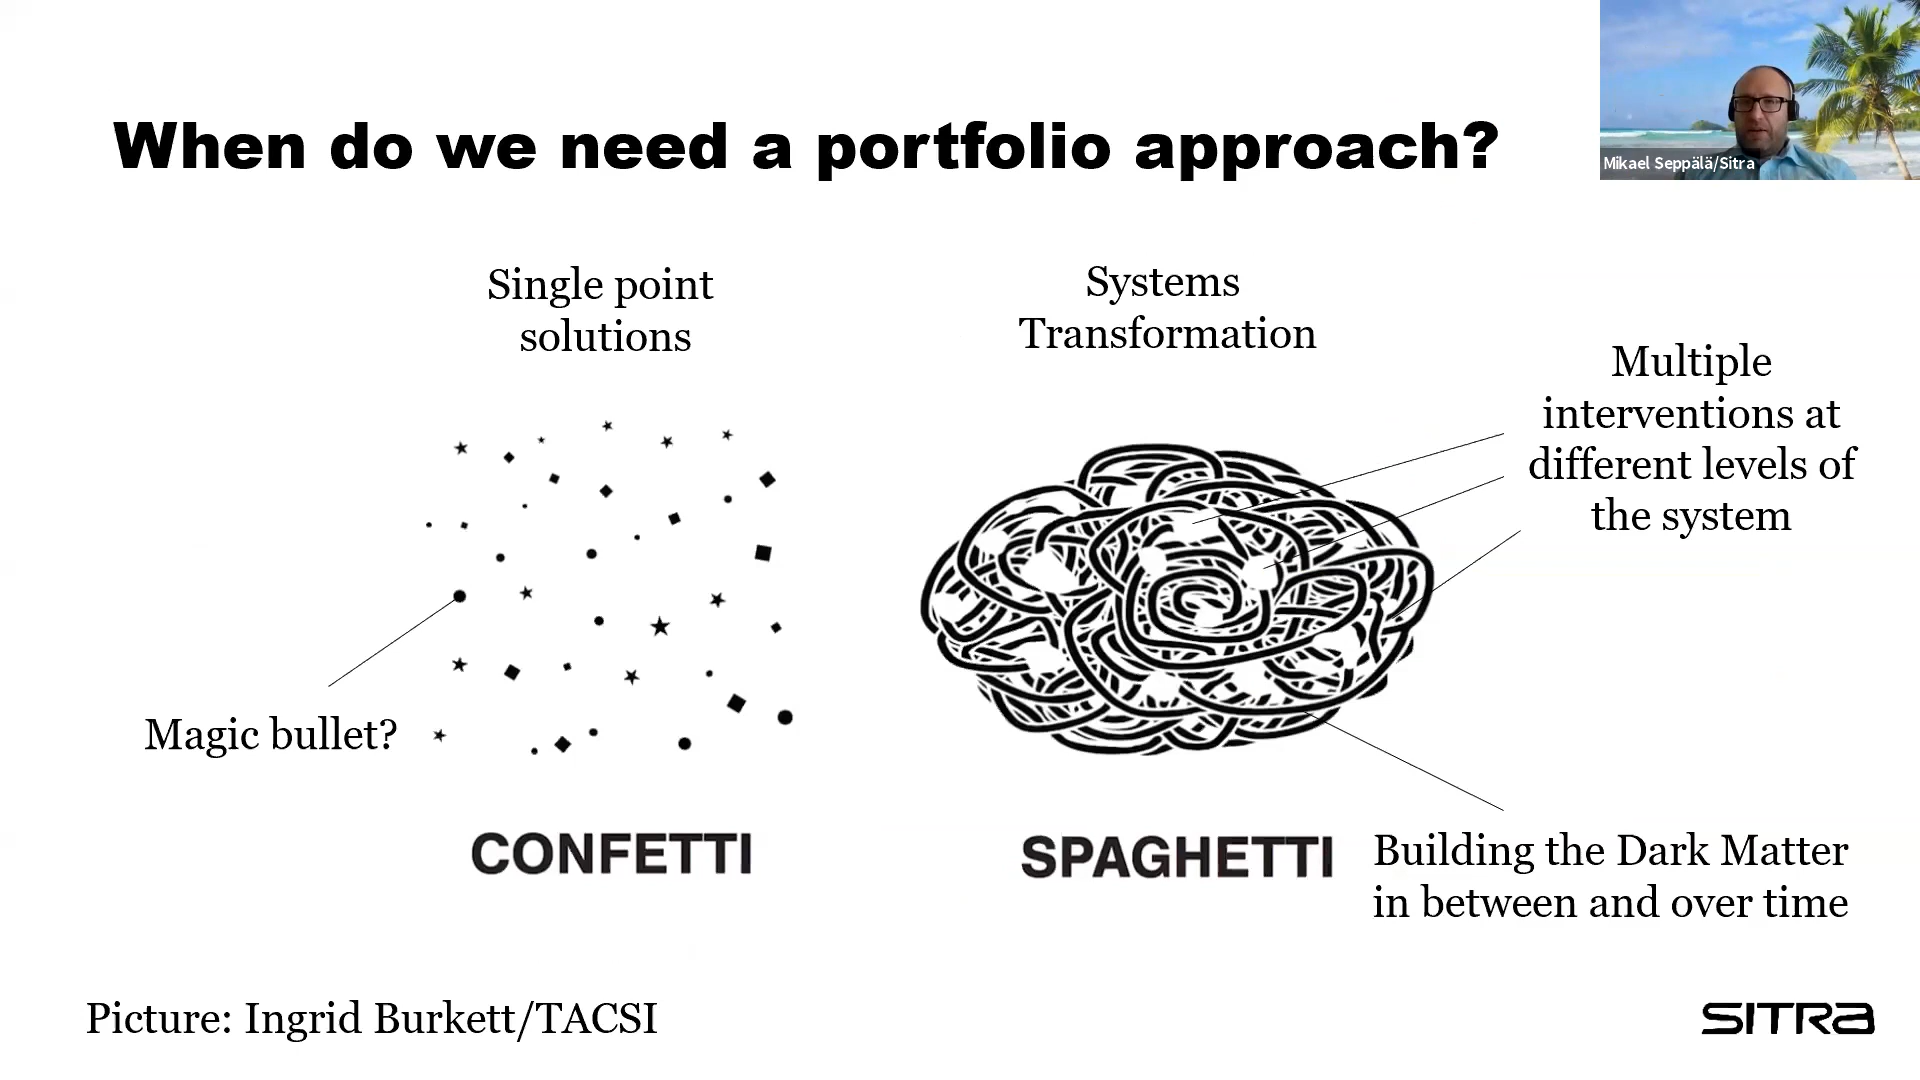 When do we need a portfolio approach?
Mikael Seppälä/Sitra
Single point
solutions
Systems
Transformation
Multiple
interventions at
different levels of
the system
Magic bullet?
CONFETTI
SPAGHETTI
Building the Dark Matter
in between and over time
Picture: Ingrid Burkett/TACSI
SITRA